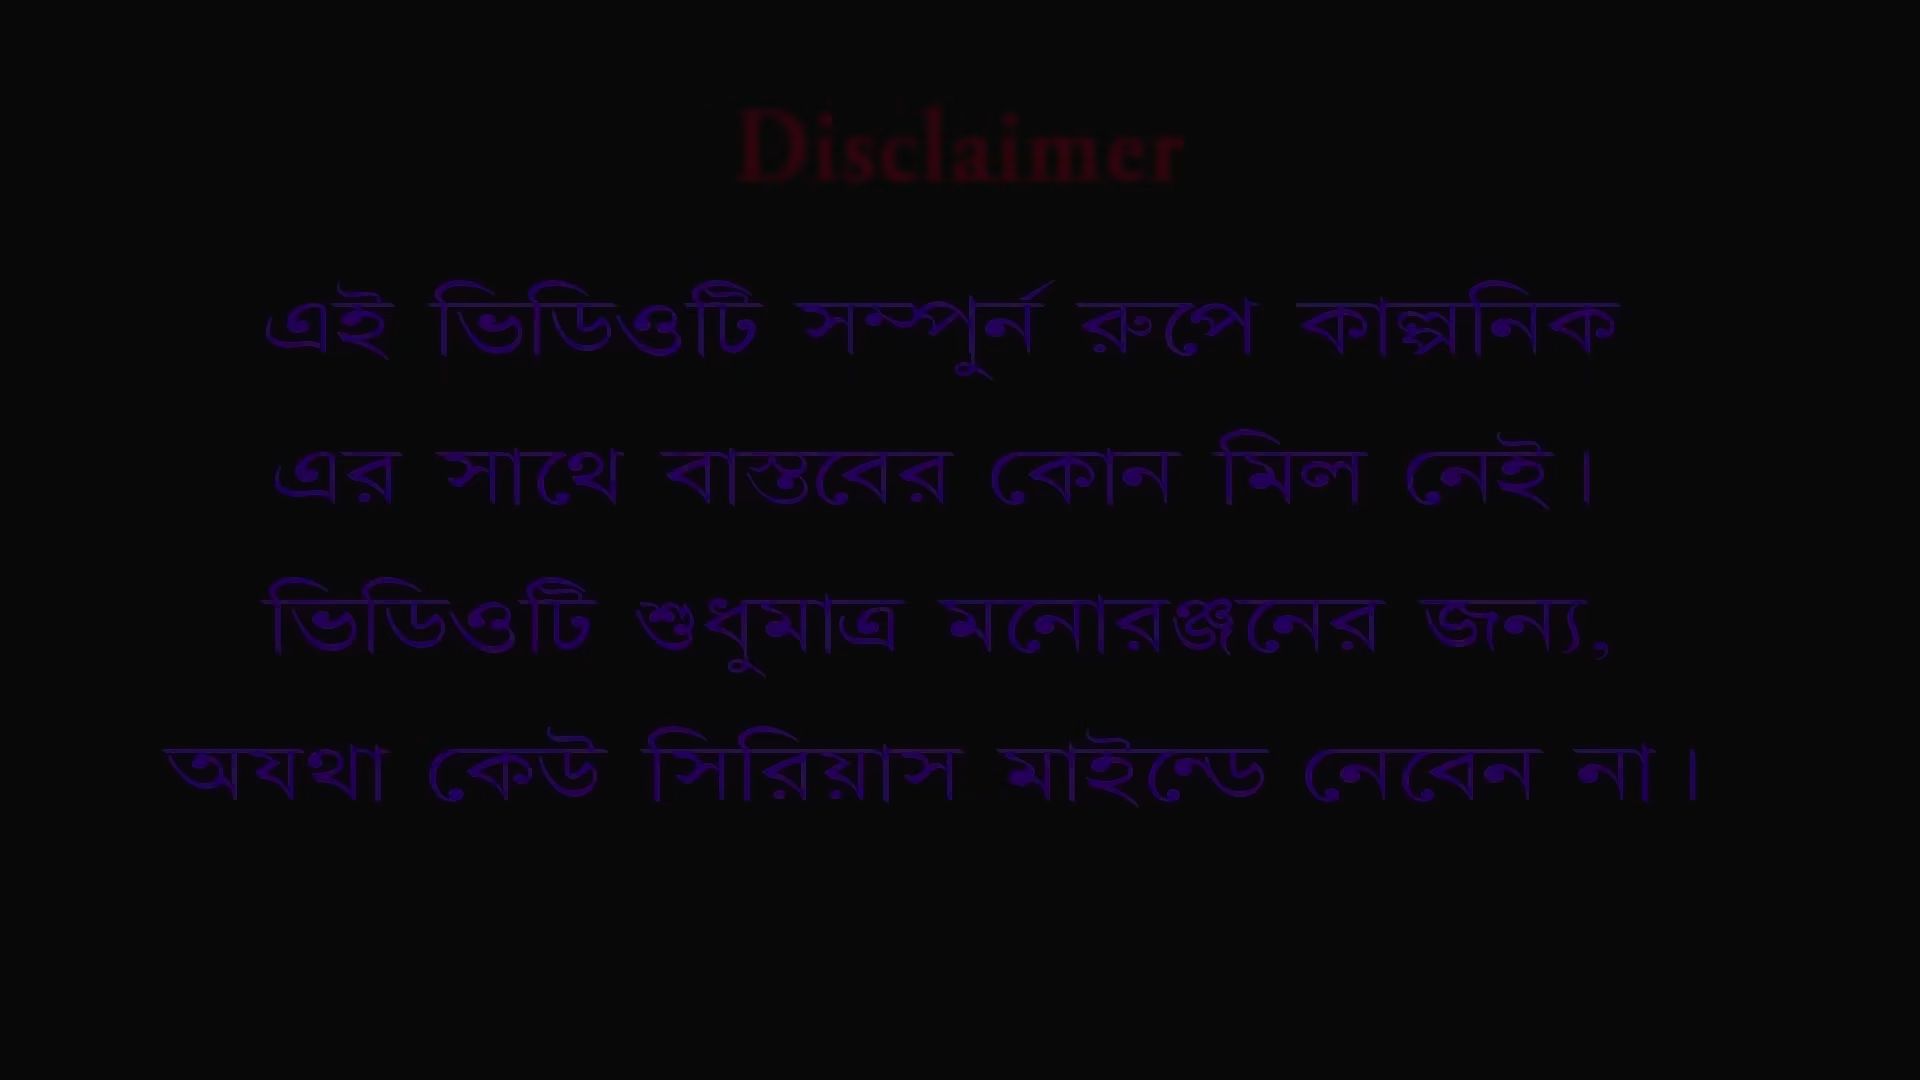 Disclaimer
এই ভিডিওটি সম্পুর্ন রুপে কাল্পনিক
এর সাথে বাস্তবের কোন মিল নেই।
ভিডিওটি শুধুমাত্র মনোরঞ্জনের জন্য,
অযথা কেউ সিরিয়াস মাইন্ডে নেবেন না।